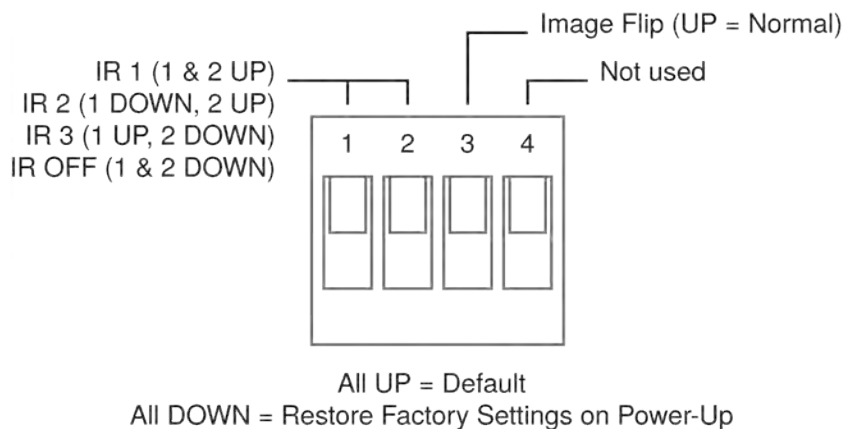 Image Flip (UP = Normal)
IR 1 (1 & 2 UP)
Not used
IR 2 (1 DOWN, 2 UP)
IR 3 (1 UP, 2 DOWN)
IR OFF (1 & 2 DOWN)
1 2 3 4
All UP = Default
All DOWN = Restore Factory Settings on Power-Up